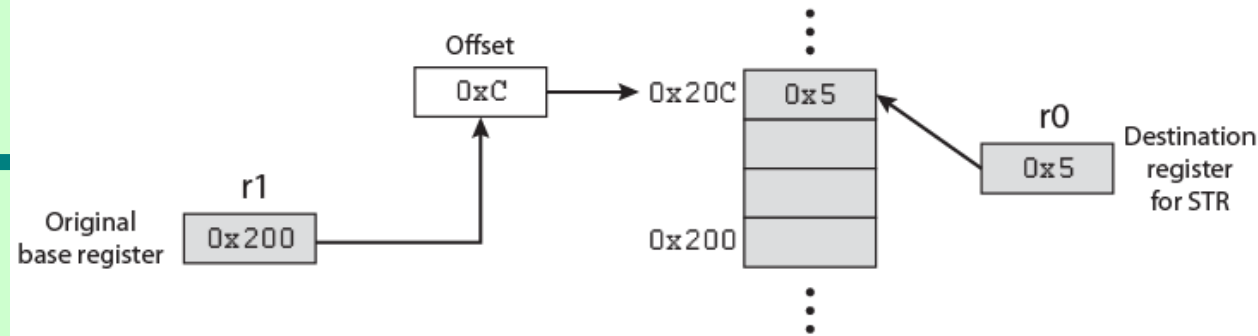 Offset
0xC
0x20C
0x5
r0
0x5
Destination
register
for STR
r1
Original
base register
0x200
0x200